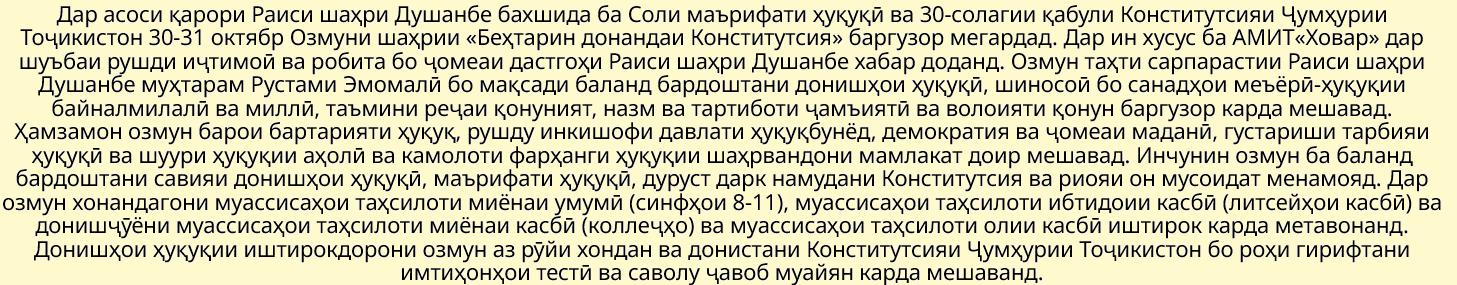 Дар асоси қарори Раиси шаҳри Душанбе бахшида ба Соли маърифати ҳуқуқӣ ва 30-солагии қабули Конститутсияи Ҷумҳурии
Тоҷикистон 30-31 октябр Озмуни шаҳрии «Беҳтарин донандаи Конститутсия» баргузор мегардад. Дар ин хусус ба АМИТ«Ховар» дар
шуъбаи рушди иҷтимоӣ ва робита бо ҷомеаи дастгоҳи Раиси шаҳри Душанбе хабар доданд. Озмун таҳти сарпарастии Раиси шаҳри
Душанбе муҳтарам Рустами Эмомалӣ бо мақсади баланд бардоштани донишҳои ҳуқуқӣ, шиносоӣ бо санадҳои меъёрӣ-ҳуқуқии
байналмилалӣ ва миллӣ, таъмини реҷаи қонуният, назм ва тартиботи ҷамъиятӣ ва волоияти қонун баргузор карда мешавад.
Ҳамзамон озмун барои бартарияти ҳуқуқ, рушду инкишофи давлати ҳуқуқбунёд, демократия ва ҷомеаи маданӣ, густариши тарбияи
ҳуқуқӣ ва шуури ҳуқуқии аҳолӣ ва камолоти фарҳанги ҳуқуқии шаҳрвандони мамлакат доир мешавад. Инчунин озмун ба баланд
бардоштани савияи донишҳои ҳуқуқӣ, маърифати ҳуқуқӣ, дуруст дарк намудани Конститутсия ва риояи он мусоидат менамояд. Дар
озмун хонандагони муассисаҳои таҳсилоти миёнаи умумӣ (синфҳои 8-11), муассисаҳои таҳсилоти ибтидоии касбӣ (литсейҳои касбӣ) ва
донишҷӯёни муассисаҳои таҳсилоти миёнаи касбӣ (коллеҷҳо) ва муассисаҳои таҳсилоти олии касбӣ иштирок карда метавонанд.
Донишҳои ҳуқуқии иштирокдорони озмун аз рӯйи хондан ва донистани Конститутсияи Ҷумҳурии Тоҷикистон бо роҳи гирифтани
имтиҳонҳои тестӣ ва саволу ҷавоб муайян карда мешаванд.